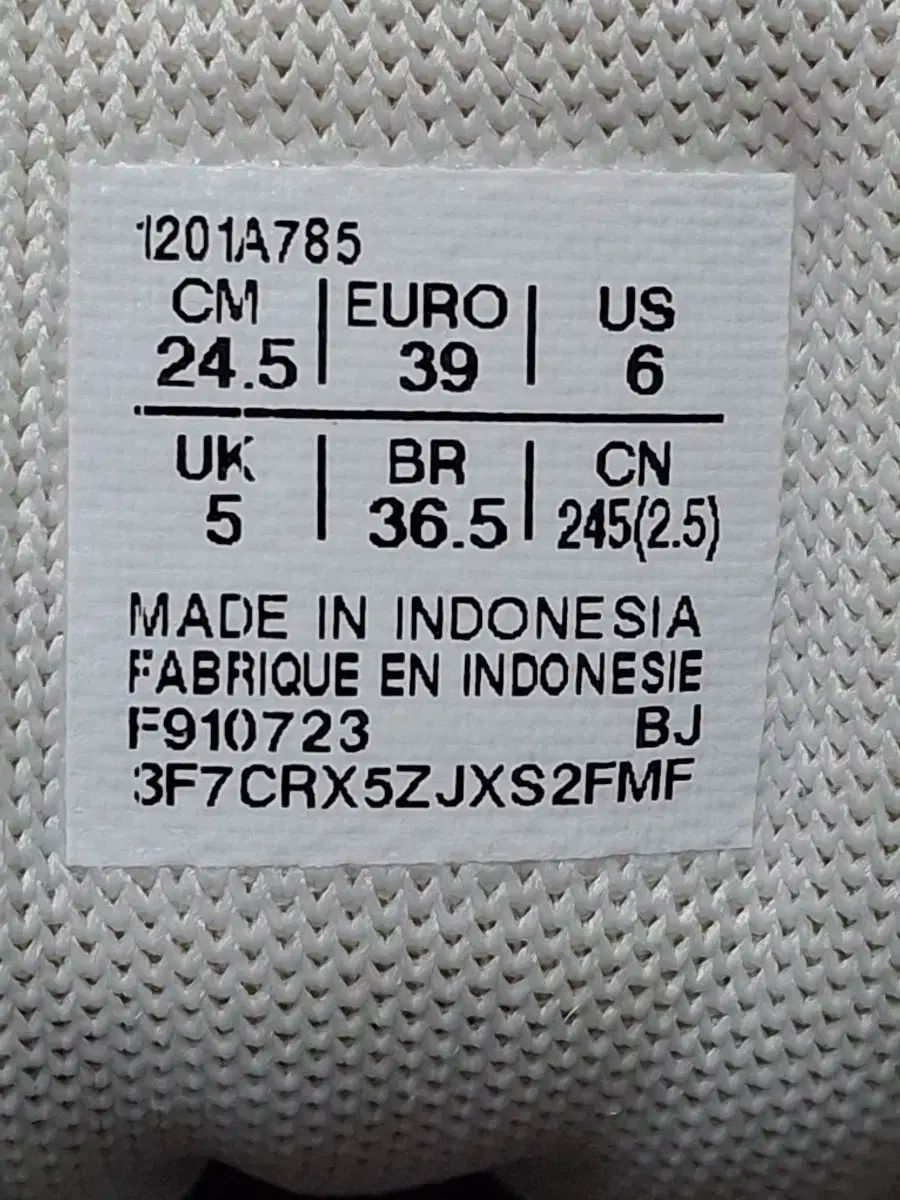 1201A785
CM | EURO | US
24.5 | 39 | 6
UK | BR | CN
5 | 36.5 | 245(2.5)
MADE IN INDONESIA
FABRIQUE EN INDONESIE
F910723 BJ
3F7CRX5ZJXS2FMF